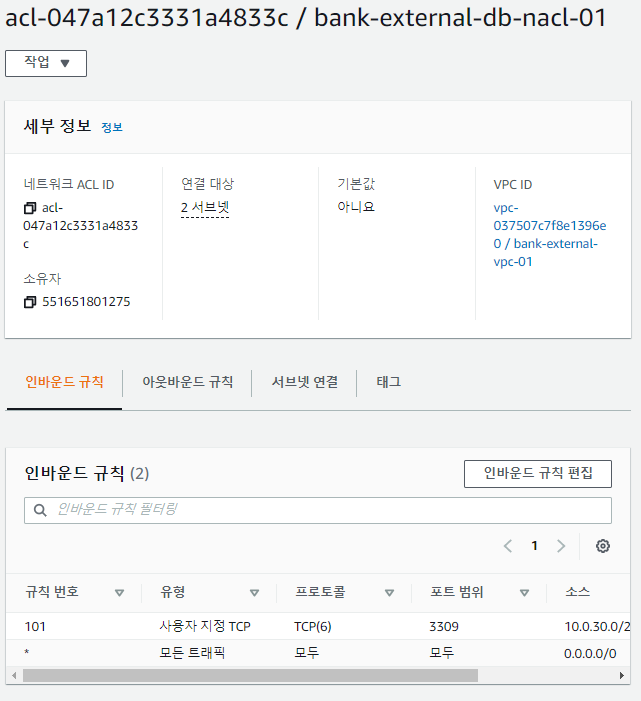 acl-047a12c3331a4833c / bank-external-db-nacl-01
작업
세부 정보 정보
네트워크 ACL ID
acl-
047a12c3331a4833
c
소유자
551651801275
연결 대상
2 서브넷
기본값
아니요
VPC ID
vpc-
037507c7f8e1396e
0 / bank-external-
vpc-01
인바운드 규칙 아웃바운드 규칙 서브넷 연결 태그
인바운드 규칙 (2) 인바운드 규칙 편집
인바운드 규칙 필터링
1
규칙 번호 유형 프로토콜 포트 범위 소스
101 사용자 지정 TCP TCP(6) 3309 10.0.30.0/2
* 모든 트래픽 모두 모두 0.0.0.0/0